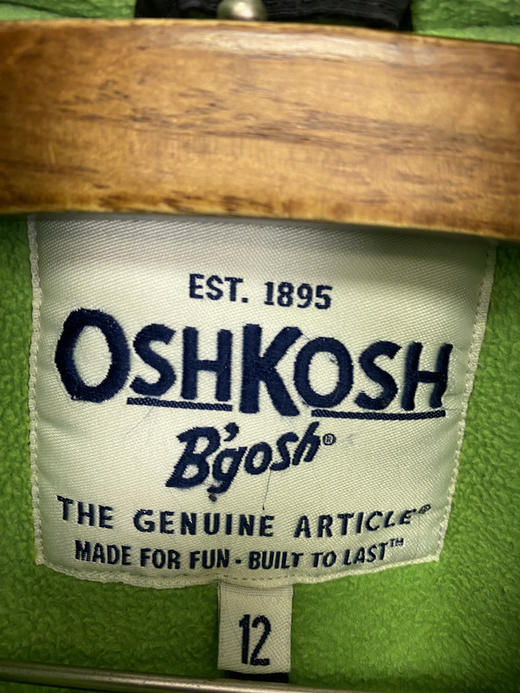 EST. 1895
OSHKOSH
B'gosh®
THE GENUINE ARTICLE®
MADE FOR FUN - BUILT TO LAST™
12